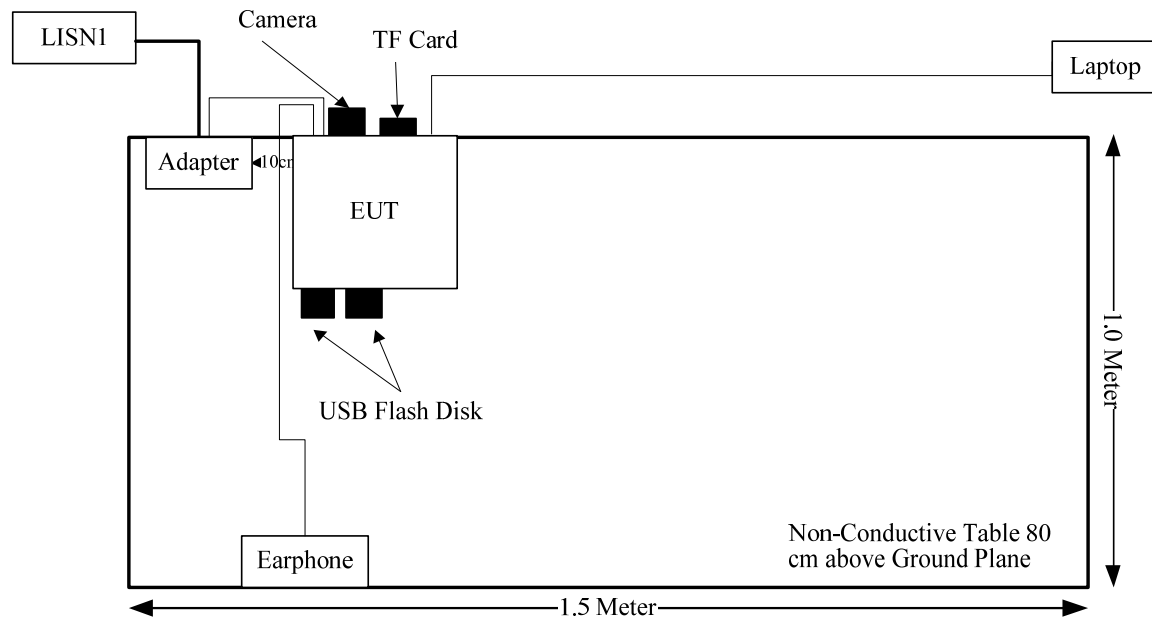 Camera
LISN1
TF Card
Laptop
Adapter
10cm
EUT
1.0 Meter
USB Flash Disk
Non-Conductive Table 80
cm above Ground Plane
Earphone
1.5 Meter